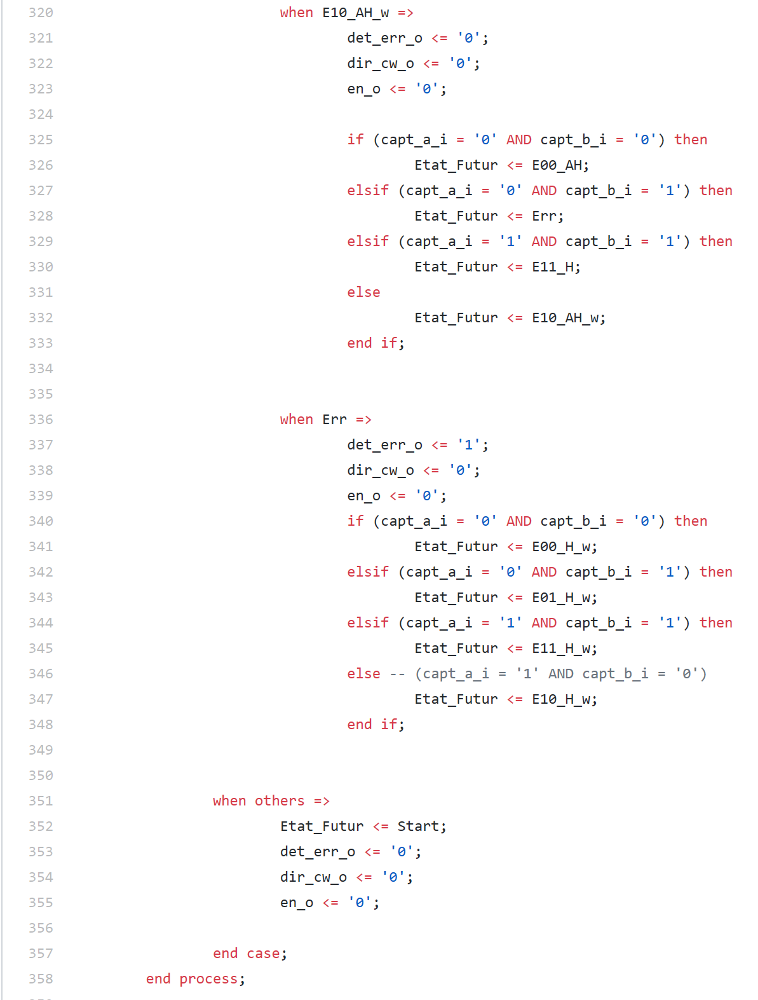 320 when E10_AH_w =>
321 det_err_o <= '0';
322 dir_cw_o <= '0';
323 en_o <= '0';
324
325 if (capt_a_i = '0' AND capt_b_i = '0') then
326 Etat_Futur <= E00_AH;
327 elsif (capt_a_i = '0' AND capt_b_i = '1') then
328 Etat_Futur <= Err;
329 elsif (capt_a_i = '1' AND capt_b_i = '1') then
330 Etat_Futur <= E11_H;
331 else
332 Etat_Futur <= E10_AH_w;
333 end if;
334
335
336 when Err =>
337 det_err_o <= '1';
338 dir_cw_o <= '0';
339 en_o <= '0';
340 if (capt_a_i = '0' AND capt_b_i = '0') then
341 Etat_Futur <= E00_H_w;
342 elsif (capt_a_i = '0' AND capt_b_i = '1') then
343 Etat_Futur <= E01_H_w;
344 elsif (capt_a_i = '1' AND capt_b_i = '1') then
345 Etat_Futur <= E11_H_w;
346 else -- (capt_a_i = '1' AND capt_b_i = '0')
347 Etat_Futur <= E10_H_w;
348 end if;
349
350
351 when others =>
352 Etat_Futur <= Start;
353 det_err_o <= '0';
354 dir_cw_o <= '0';
355 en_o <= '0';
356
357 end case;
358 end process;